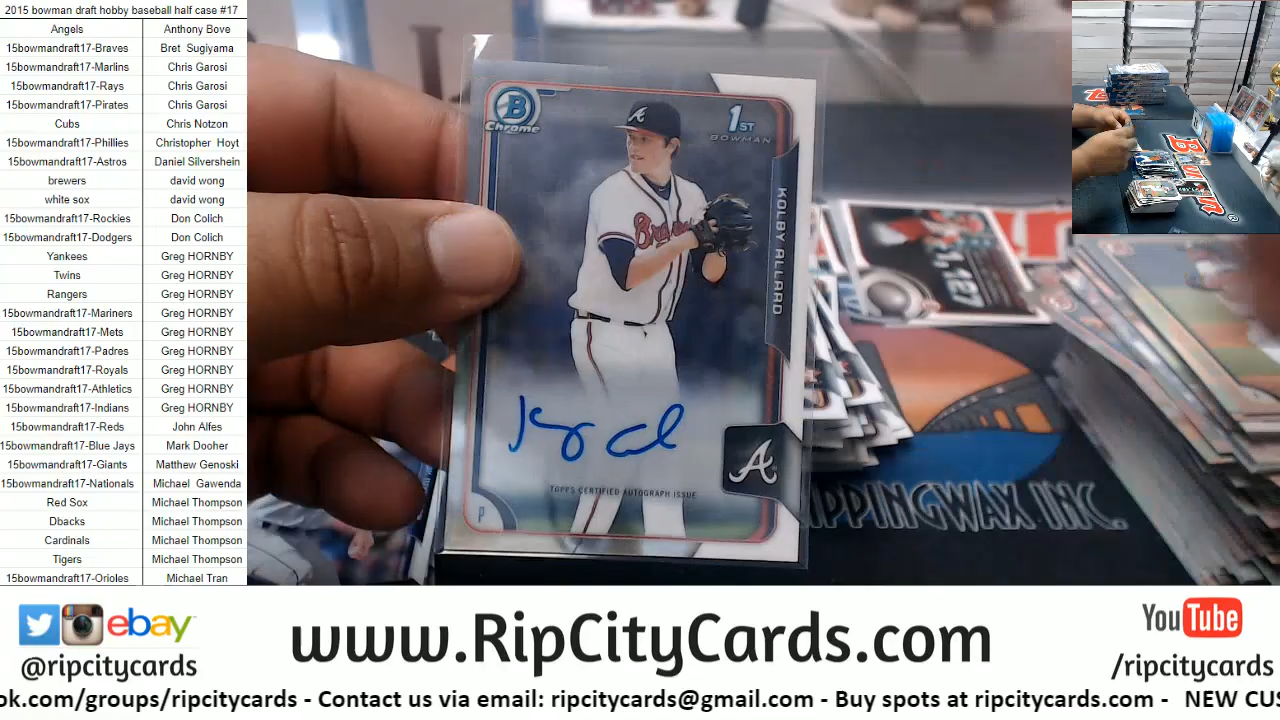 2015 bowman draft hobby baseball half case #17
Angels Anthony Bove
15bowmandraft17-Braves Bret Sugiyama
15bowmandraft17-Marlins Chris Garosi
15bowmandraft17-Rays Chris Garosi
15bowmandraft17-Pirates Chris Garosi
Cubs Chris Notzon
15bowmandraft17-Phillies Christopher Hoyt
15bowmandraft17-Astros Daniel Silvershein
brewers david wong
white sox david wong
15bowmandraft17-Rockies Don Colich
15bowmandraft17-Dodgers Don Colich
Yankees Greg HORNBY
Twins Greg HORNBY
Rangers Greg HORNBY
15bowmandraft17-Mariners Greg HORNBY
15bowmandraft17-Mets Greg HORNBY
15bowmandraft17-Padres Greg HORNBY
15bowmandraft17-Royals Greg HORNBY
15bowmandraft17-Athletics Greg HORNBY
15bowmandraft17-Indians Greg HORNBY
15bowmandraft17-Reds John Alfes
15bowmandraft17-Blue Jays Mark Dooher
15bowmandraft17-Giants Matthew Genoski
15bowmandraft17-Nationals Michael Gawenda
Red Sox Michael Thompson
Dbacks Michael Thompson
Cardinals Michael Thompson
Tigers Michael Thompson
15bowmandraft17-Orioles Michael Tran
B
Chrome
1ST
BOWMAN
KOLBY ALLARD
Braves
A
TOPPS CERTIFIED AUTOGRAPH ISSUE
P
IPPINGWAX INC.
ebay
@ripcitycards
www.RipCityCards.com
YouTube
/ripcitycards
ok.com/groups/ripcitycards - Contact us via email: ripcitycards@gmail.com - Buy spots at ripcitycards.com - NEW CUS